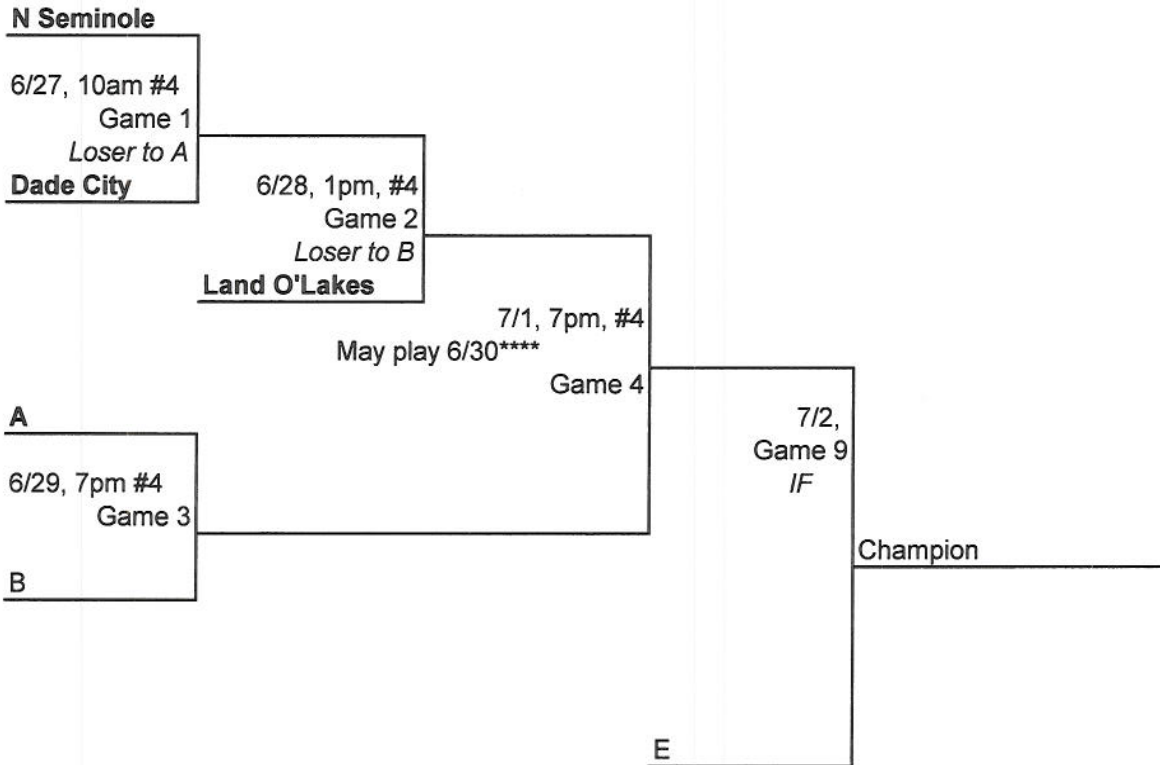 N Seminole
6/27, 10am #4
Game 1
Loser to A
Dade City
6/28, 1pm, #4
Game 2
Loser to B
Land O'Lakes
7/1, 7pm, #4
May play 6/30****
Game 4
A
6/29, 7pm #4
Game 3
B
7/2,
Game 9
IF
Champion
E